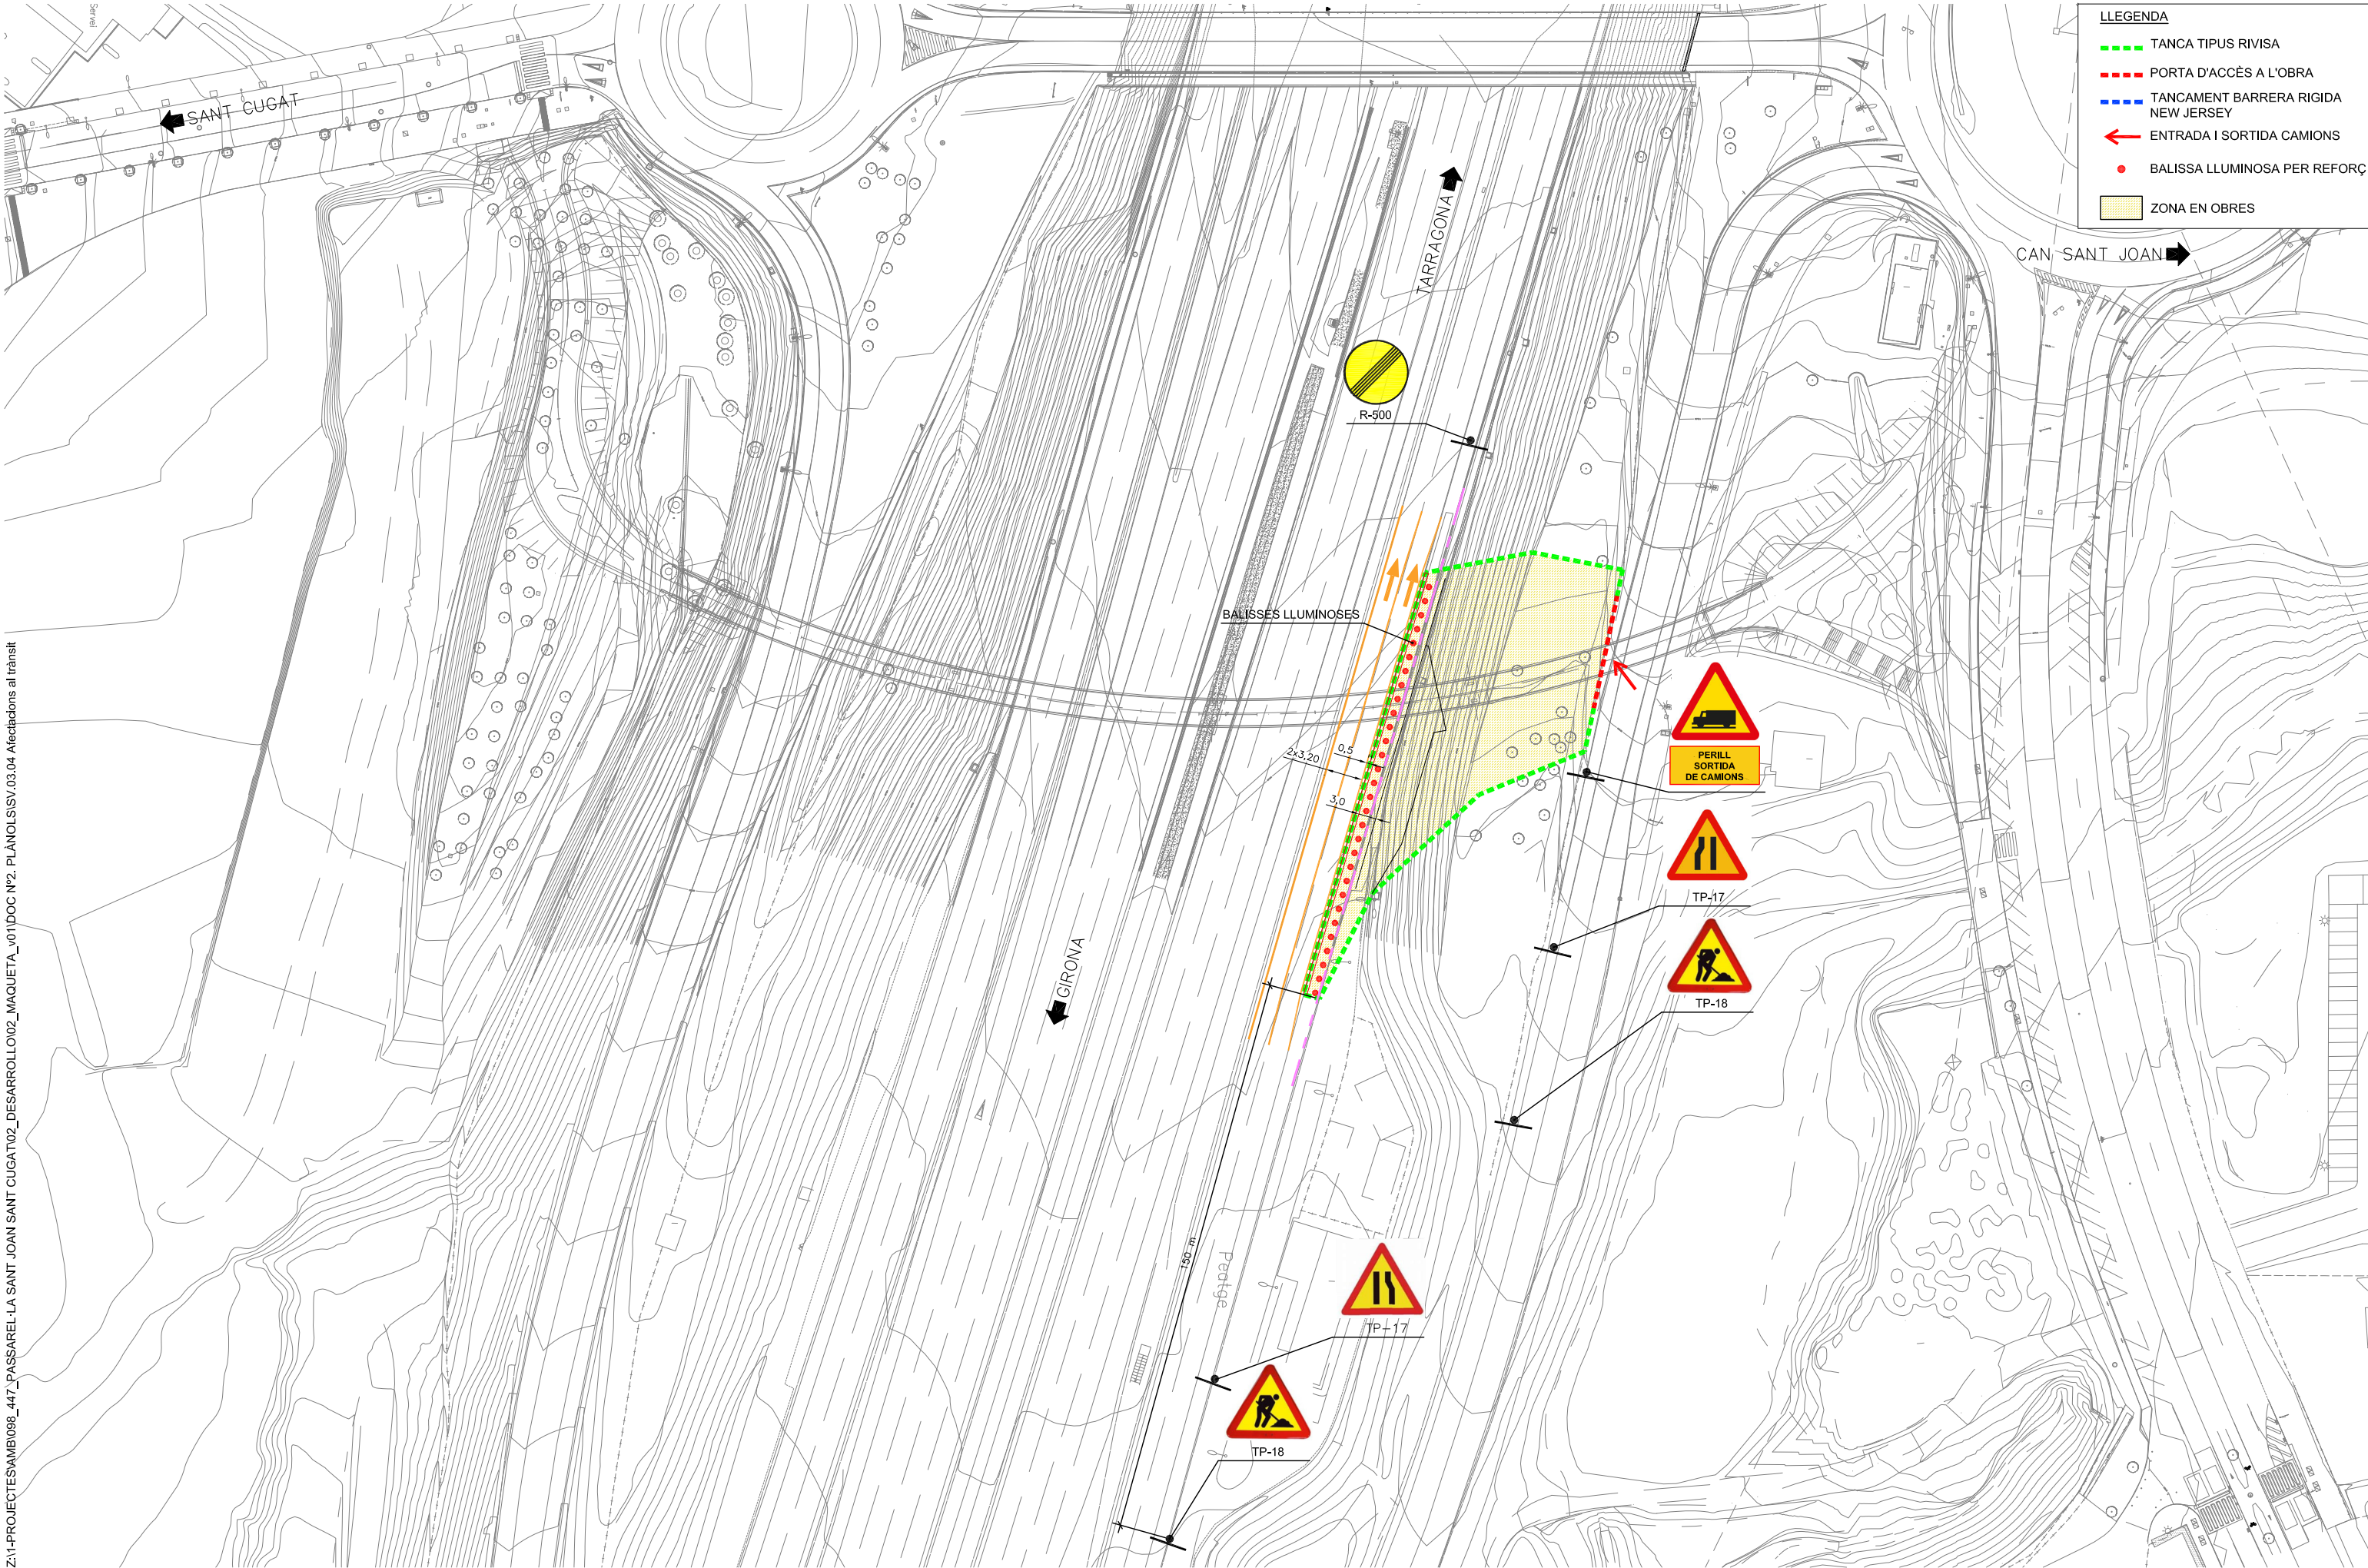 LLEGENDA
TANCA TIPUS RIVISA
PORTA D'ACCÈS A L'OBRA
TANCAMENT BARRERA RIGIDA
NEW JERSEY
ENTRADA I SORTIDA CAMIONS
BALISSA LLUMINOSA PER REFORÇ
ZONA EN OBRES
Servei
SANT CUGAT
TARRAGONA
CAN SANT JOAN
R-500
BALISSES LLUMINOSES
2x3,20
0,5
3,0
PERILL
SORTIDA
DE CAMIONS
TP-17
TP-18
GIRONA
150 m
Peatge
TP-17
TP-18
Z:\1-PROJECTES\AMB\098_447_PASSAREL·LA SANT JOAN SANT CUGAT\02_DESARROLLO\02_MAQUETA_v01\DOC Nº2. PLÀNOLS\SV.03.04 Afectacions al trànsit